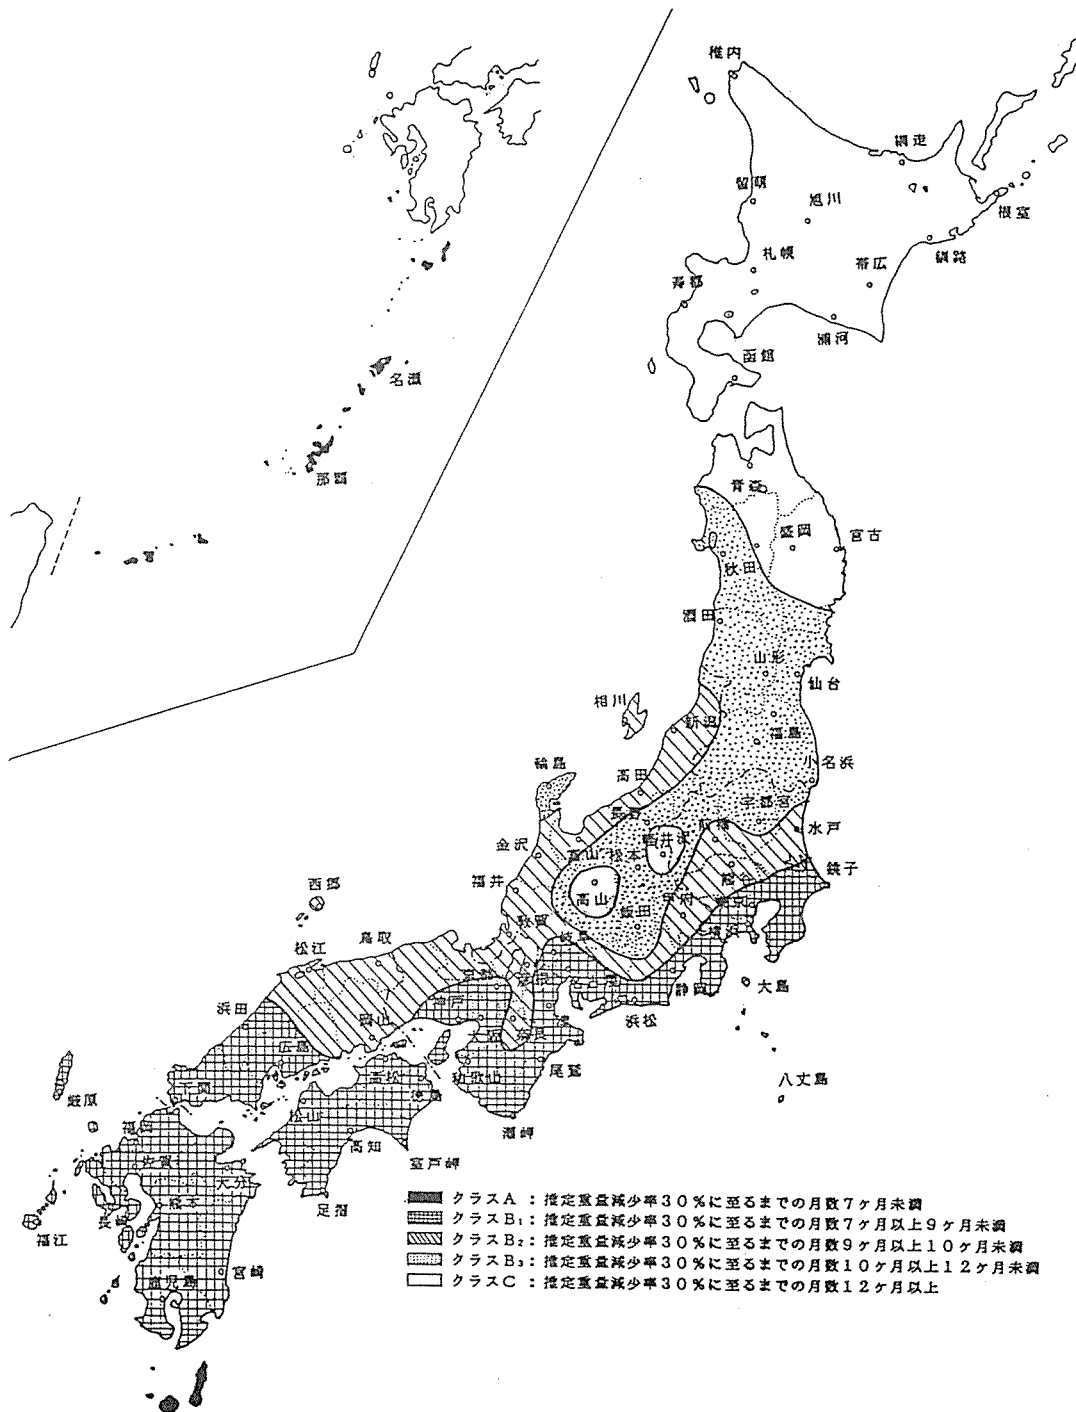 稚内
網走
留萌
旭川
根室
札幌
帯広
釧路
寿都
浦河
函館
名瀬
那覇
青森
盛岡
宮古
秋田
酒田
山形
仙台
相川
新潟
福島
小名浜
輪島
高田
宇都宮
長野
前橋
水戸
金沢
富山
松本
軽井沢
銚子
福井
西郷
高山
飯田
甲府
熊谷
東京
敦賀
岐阜
横浜
松江
鳥取
京都
彦根
名古屋
静岡
大島
浜田
神戸
浜松
岡山
大阪
奈良
広島
尾鷲
高松
和歌山
八丈島
下関
徳島
厳原
松山
潮岬
福岡
高知
室戸岬
佐賀
大分
熊本
足摺
長崎
福江
宮崎
鹿児島
クラスA : 推定重量減少率30%に至るまでの月数7ヶ月未満
クラスB₁ : 推定重量減少率30%に至るまでの月数7ヶ月以上9ヶ月未満
クラスB₂ : 推定重量減少率30%に至るまでの月数9ヶ月以上10ヶ月未満
クラスB₃ : 推定重量減少率30%に至るまでの月数10ヶ月以上12ヶ月未満
クラスC : 推定重量減少率30%に至るまでの月数12ヶ月以上